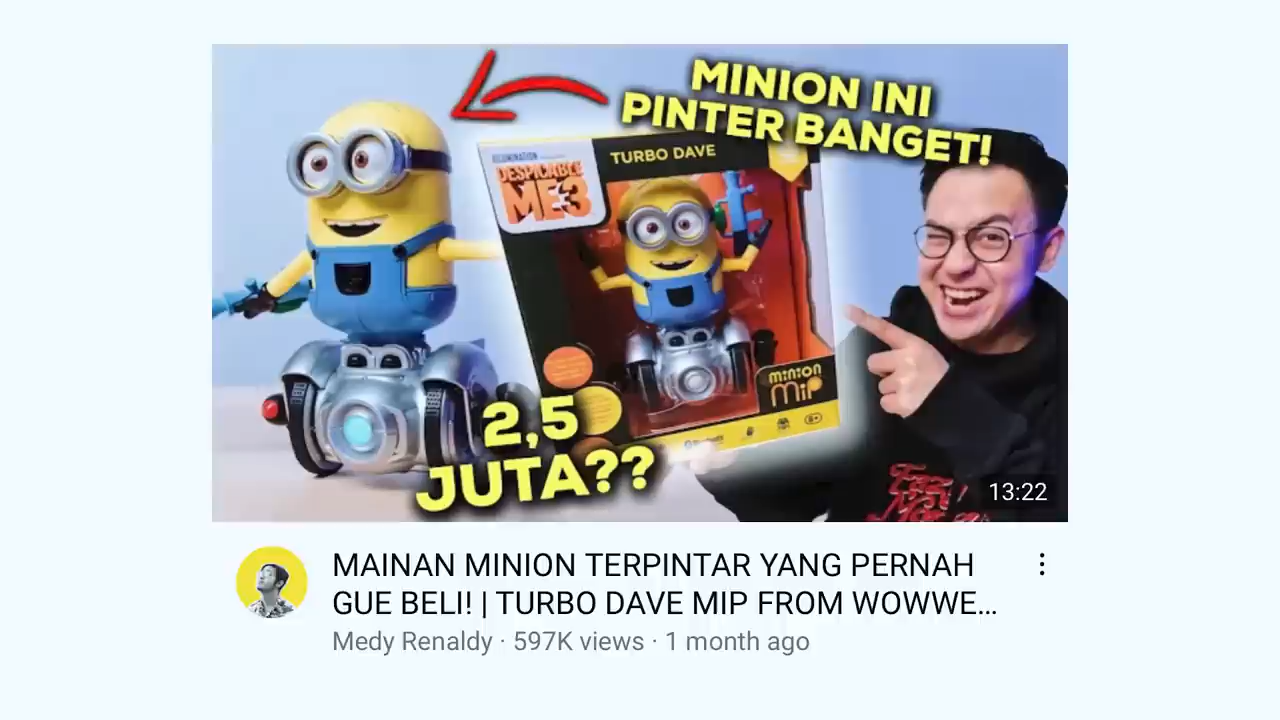 MINION INI
PINTER BANGET!
TURBO DAVE
DESPICABLE
ME3
minion
MiP
2,5
JUTA??
13:22
MAINAN MINION TERPINTAR YANG PERNAH
GUE BELI! | TURBO DAVE MIP FROM WOWWE…
Medy Renaldy · 597K views · 1 month ago